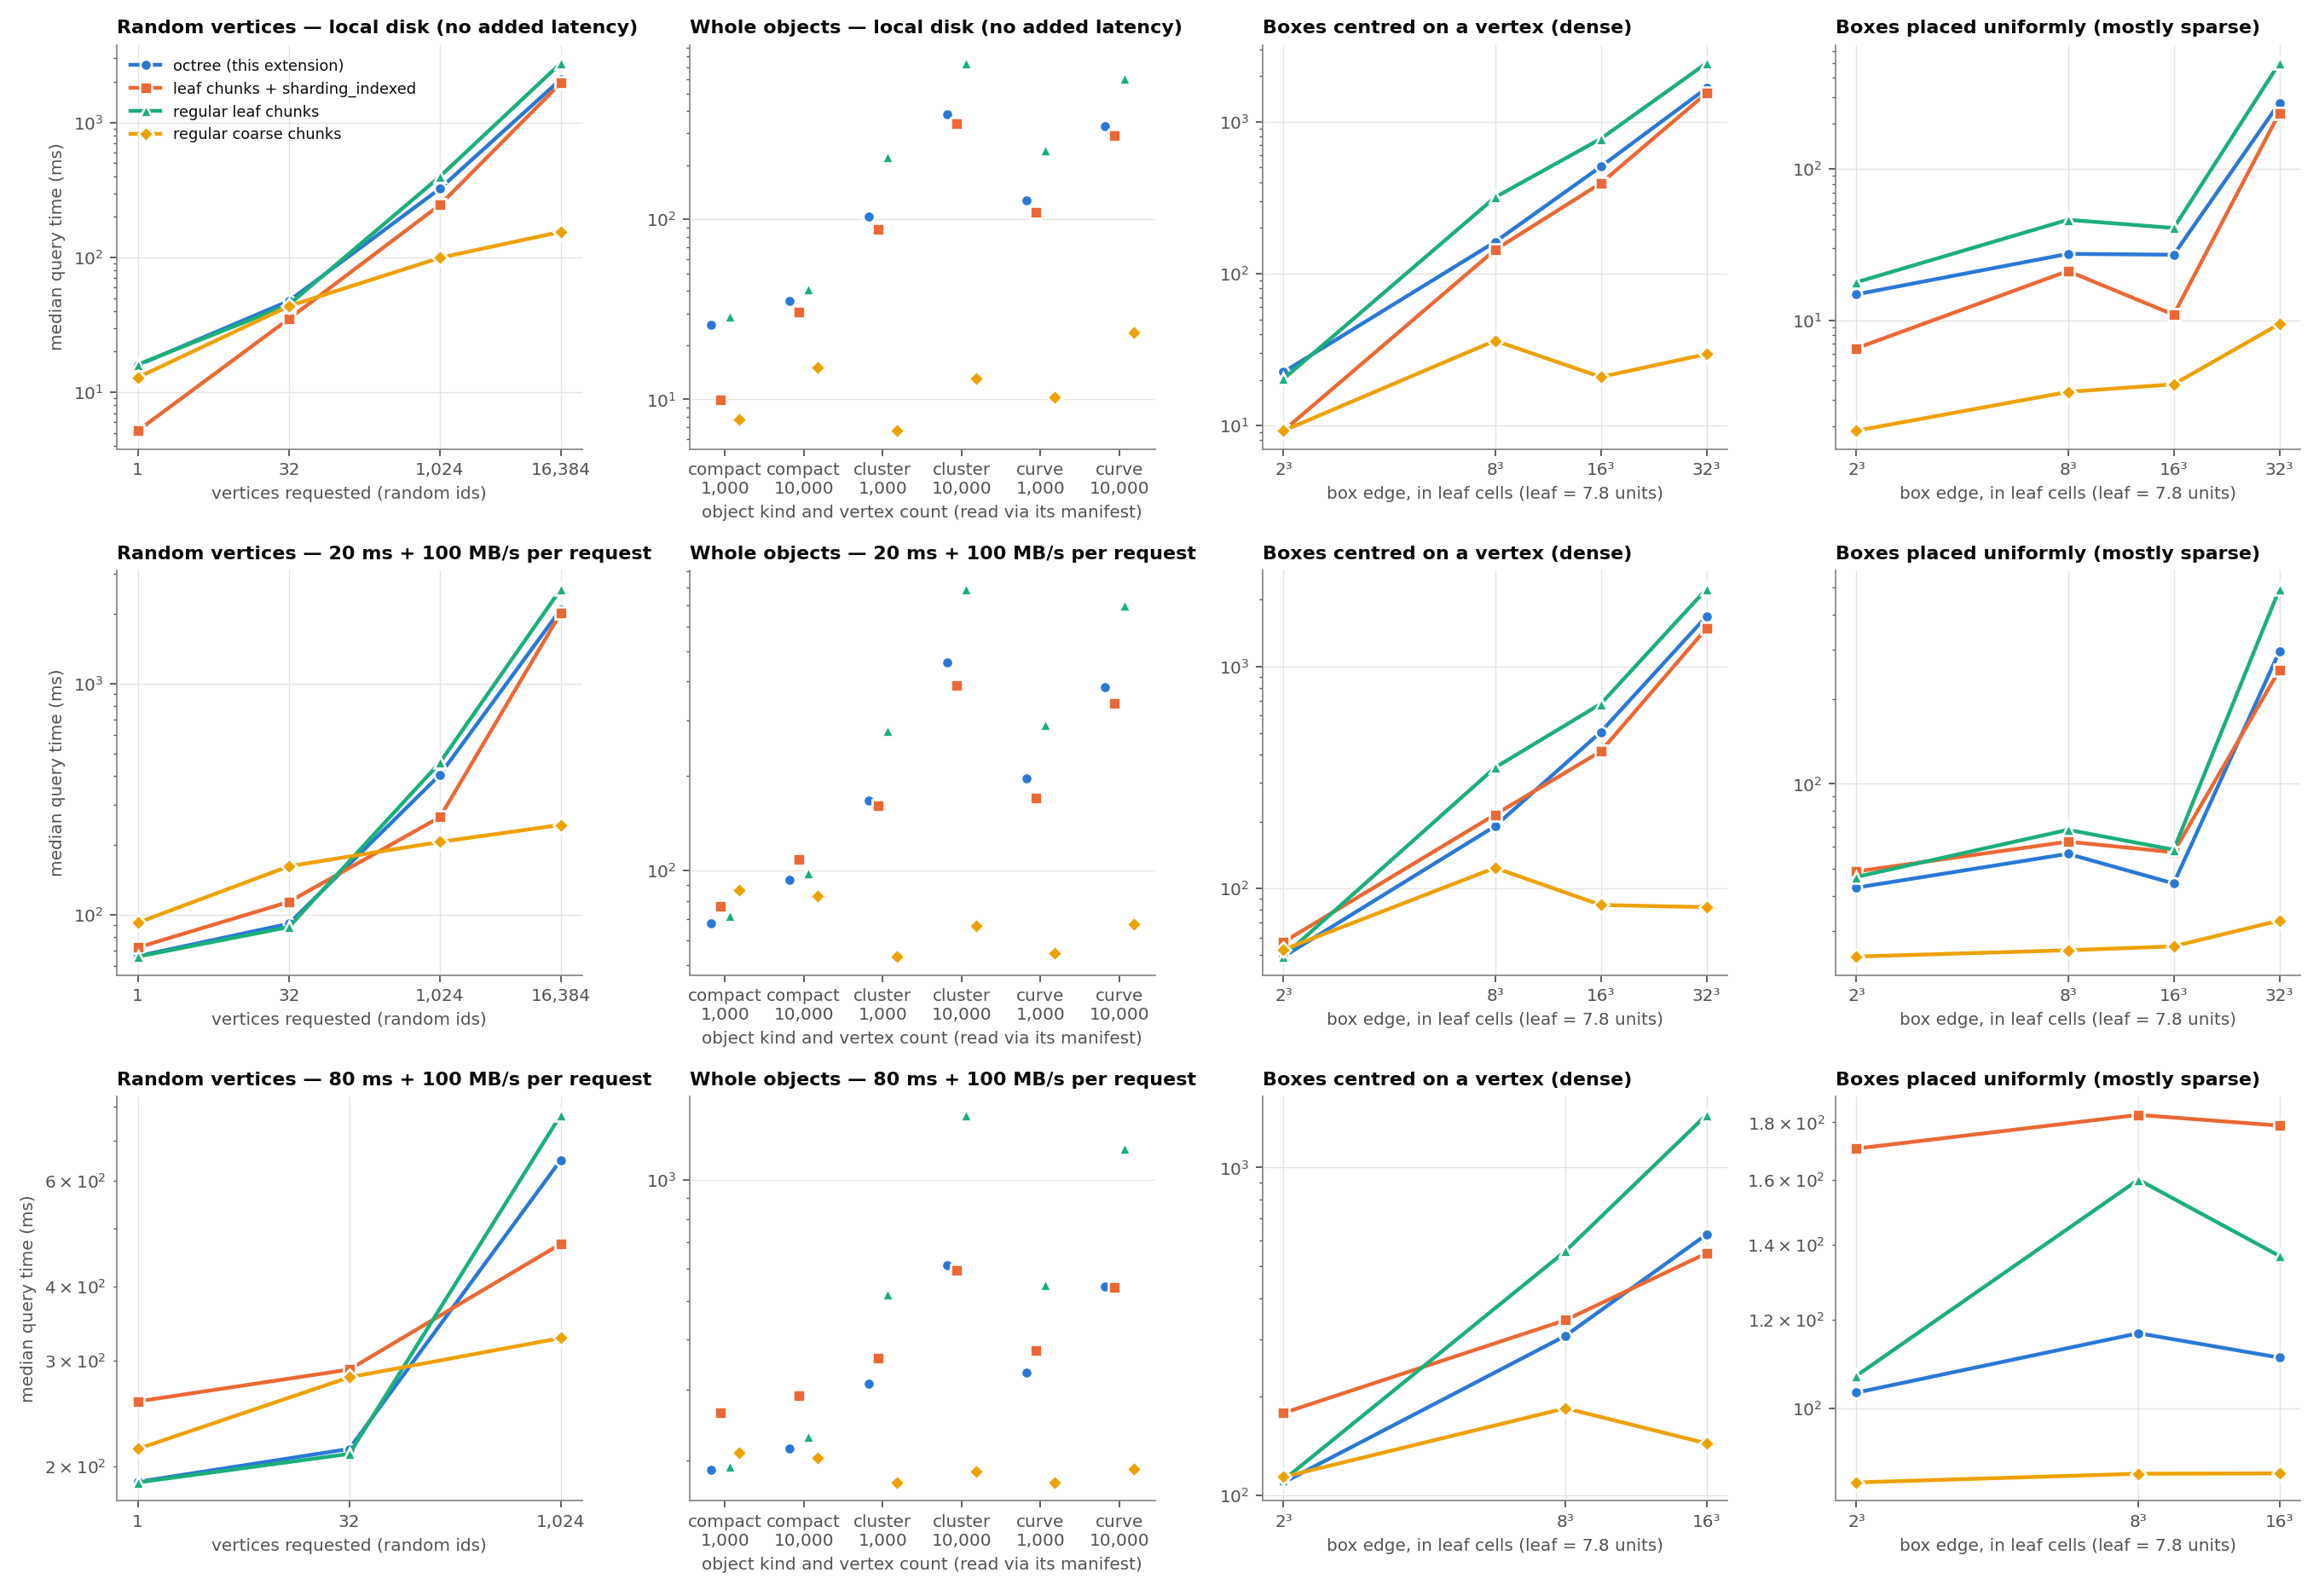 Random vertices — local disk (no added latency)
octree (this extension)
leaf chunks + sharding_indexed
regular leaf chunks
regular coarse chunks
median query time (ms)
10³
10²
10¹
1 32 1,024 16,384
vertices requested (random ids)
Whole objects — local disk (no added latency)
10²
10¹
compact compact cluster cluster curve curve
1,000 10,000 1,000 10,000 1,000 10,000
object kind and vertex count (read via its manifest)
Boxes centred on a vertex (dense)
10³
10²
10¹
2³ 8³ 16³ 32³
box edge, in leaf cells (leaf = 7.8 units)
Boxes placed uniformly (mostly sparse)
10²
10¹
2³ 8³ 16³ 32³
box edge, in leaf cells (leaf = 7.8 units)
Random vertices — 20 ms + 100 MB/s per request
median query time (ms)
10³
10²
1 32 1,024 16,384
vertices requested (random ids)
Whole objects — 20 ms + 100 MB/s per request
10²
compact compact cluster cluster curve curve
1,000 10,000 1,000 10,000 1,000 10,000
object kind and vertex count (read via its manifest)
Boxes centred on a vertex (dense)
10³
10²
2³ 8³ 16³ 32³
box edge, in leaf cells (leaf = 7.8 units)
Boxes placed uniformly (mostly sparse)
10²
2³ 8³ 16³ 32³
box edge, in leaf cells (leaf = 7.8 units)
Random vertices — 80 ms + 100 MB/s per request
median query time (ms)
6 × 10²
4 × 10²
3 × 10²
2 × 10²
1 32 1,024
vertices requested (random ids)
Whole objects — 80 ms + 100 MB/s per request
10³
compact compact cluster cluster curve curve
1,000 10,000 1,000 10,000 1,000 10,000
object kind and vertex count (read via its manifest)
Boxes centred on a vertex (dense)
10³
10²
2³ 8³ 16³
box edge, in leaf cells (leaf = 7.8 units)
Boxes placed uniformly (mostly sparse)
1.8 × 10²
1.6 × 10²
1.4 × 10²
1.2 × 10²
10²
2³ 8³ 16³
box edge, in leaf cells (leaf = 7.8 units)